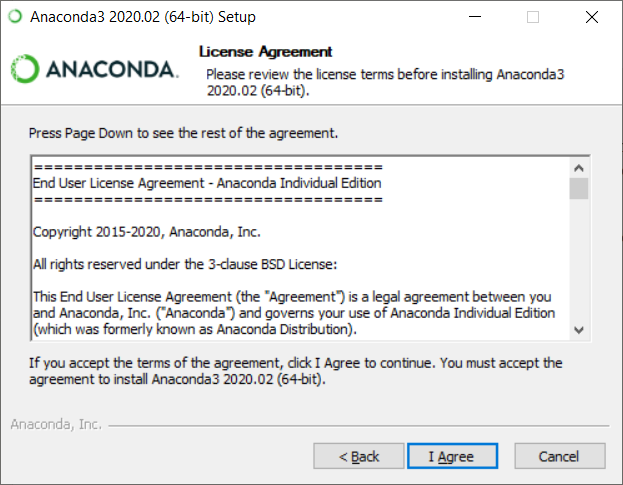 Anaconda3 2020.02 (64-bit) Setup
License Agreement
ANACONDA.
Please review the license terms before installing Anaconda3
2020.02 (64-bit).
Press Page Down to see the rest of the agreement.
===================================
End User License Agreement - Anaconda Individual Edition
===================================
Copyright 2015-2020, Anaconda, Inc.
All rights reserved under the 3-clause BSD License:
This End User License Agreement (the "Agreement") is a legal agreement between you
and Anaconda, Inc. ("Anaconda") and governs your use of Anaconda Individual Edition
(which was formerly known as Anaconda Distribution).
If you accept the terms of the agreement, click I Agree to continue. You must accept the
agreement to install Anaconda3 2020.02 (64-bit).
Anaconda, Inc.
< Back I Agree Cancel